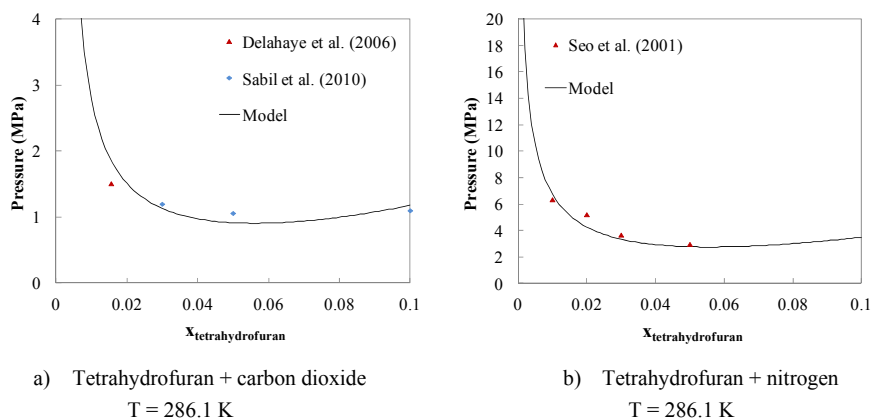 4
3
2
1
0
0
0.02
0.04
0.06
0.08
0.1
Pressure (MPa)
x tetrahydrofuran
Delahaye et al. (2006)
Sabil et al. (2010)
Model
a) Tetrahydrofuran + carbon dioxide
T = 286.1 K
20
18
16
14
12
10
8
6
4
2
0
0
0.02
0.04
0.06
0.08
0.1
Pressure (MPa)
x tetrahydrofuran
Seo et al. (2001)
Model
b) Tetrahydrofuran + nitrogen
T = 286.1 K